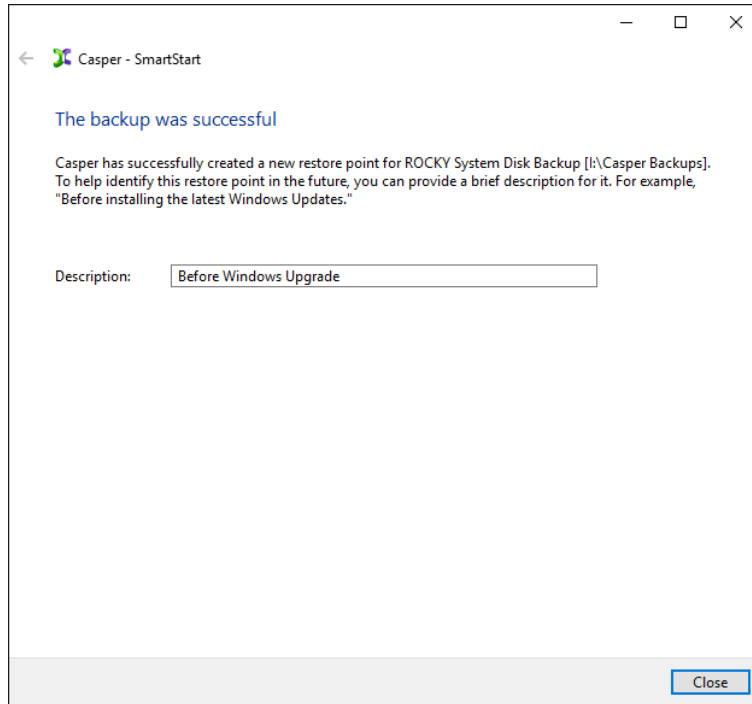 Casper - SmartStart
The backup was successful
Casper has successfully created a new restore point for ROCKY System Disk Backup [I:\Casper Backups].
To help identify this restore point in the future, you can provide a brief description for it. For example,
"Before installing the latest Windows Updates."
Description: Before Windows Upgrade
Close